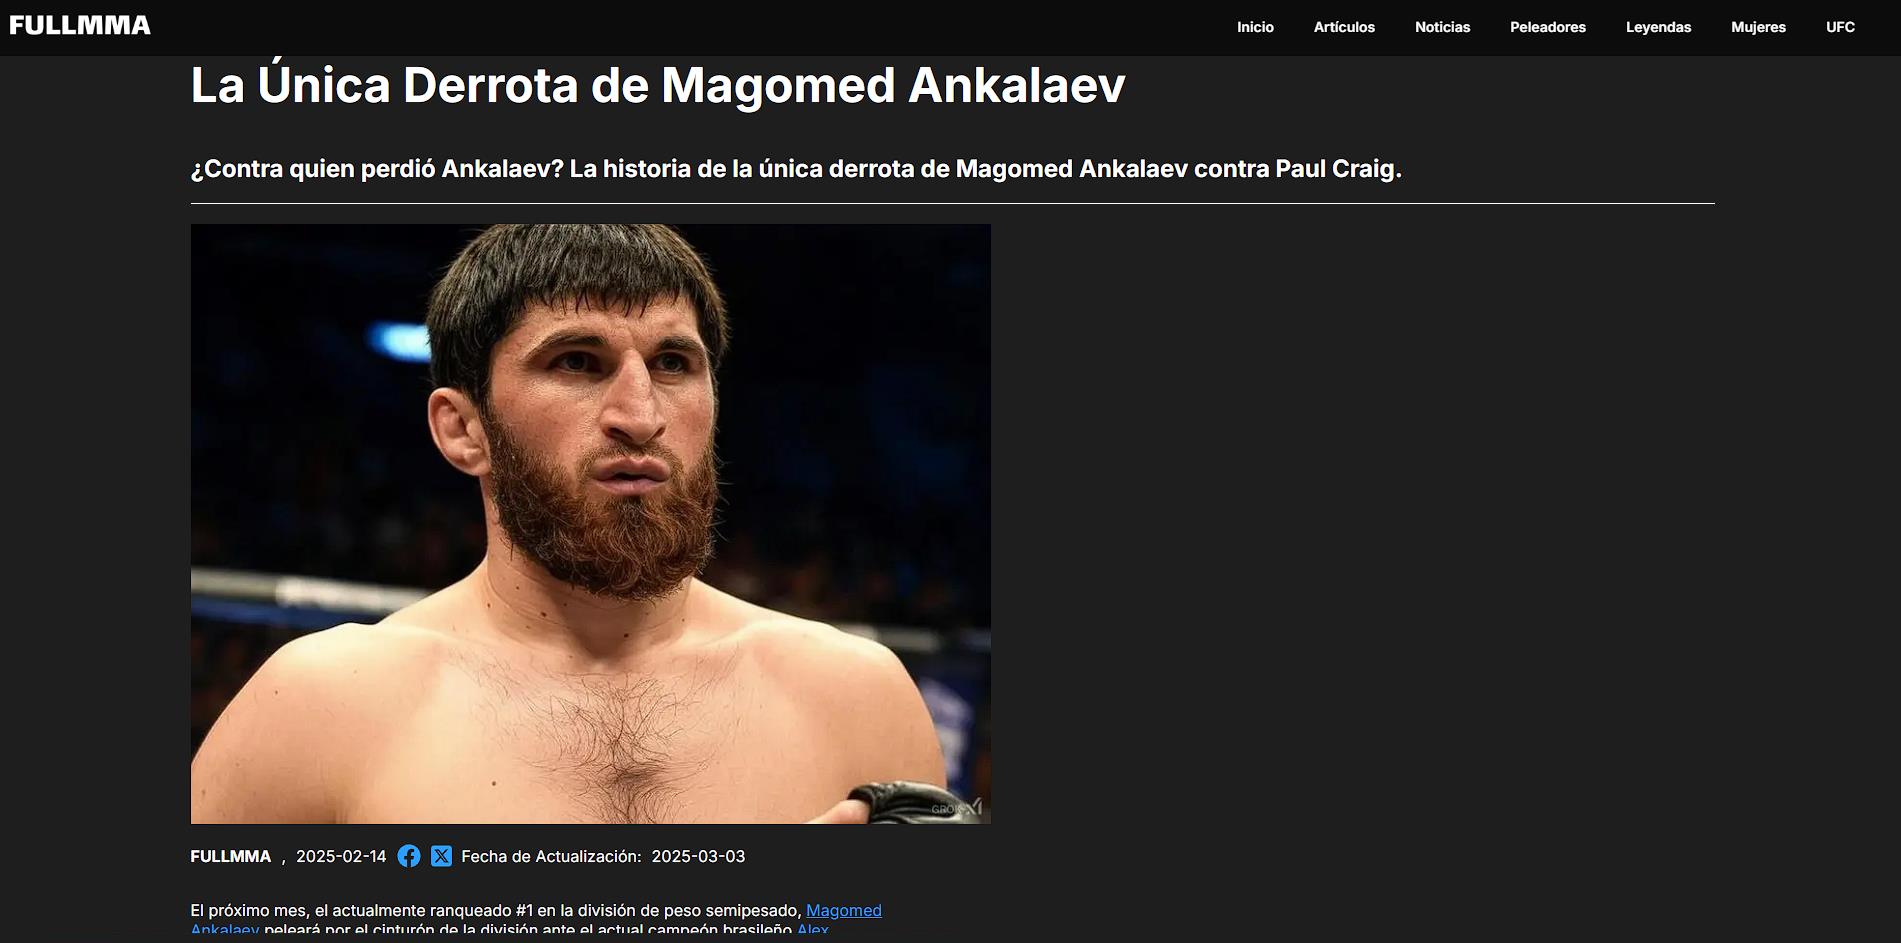 FULLMMA
Inicio Artículos Noticias Peleadores Leyendas Mujeres UFC
La Única Derrota de Magomed Ankalaev
¿Contra quien perdió Ankalaev? La historia de la única derrota de Magomed Ankalaev contra Paul Craig.
GROK
FULLMMA , 2025-02-14 Fecha de Actualización: 2025-03-03
El próximo mes, el actualmente ranqueado #1 en la división de peso semipesado, Magomed
Ankalaev peleará por el cinturón de la división ante el actual campeón brasileño Alex